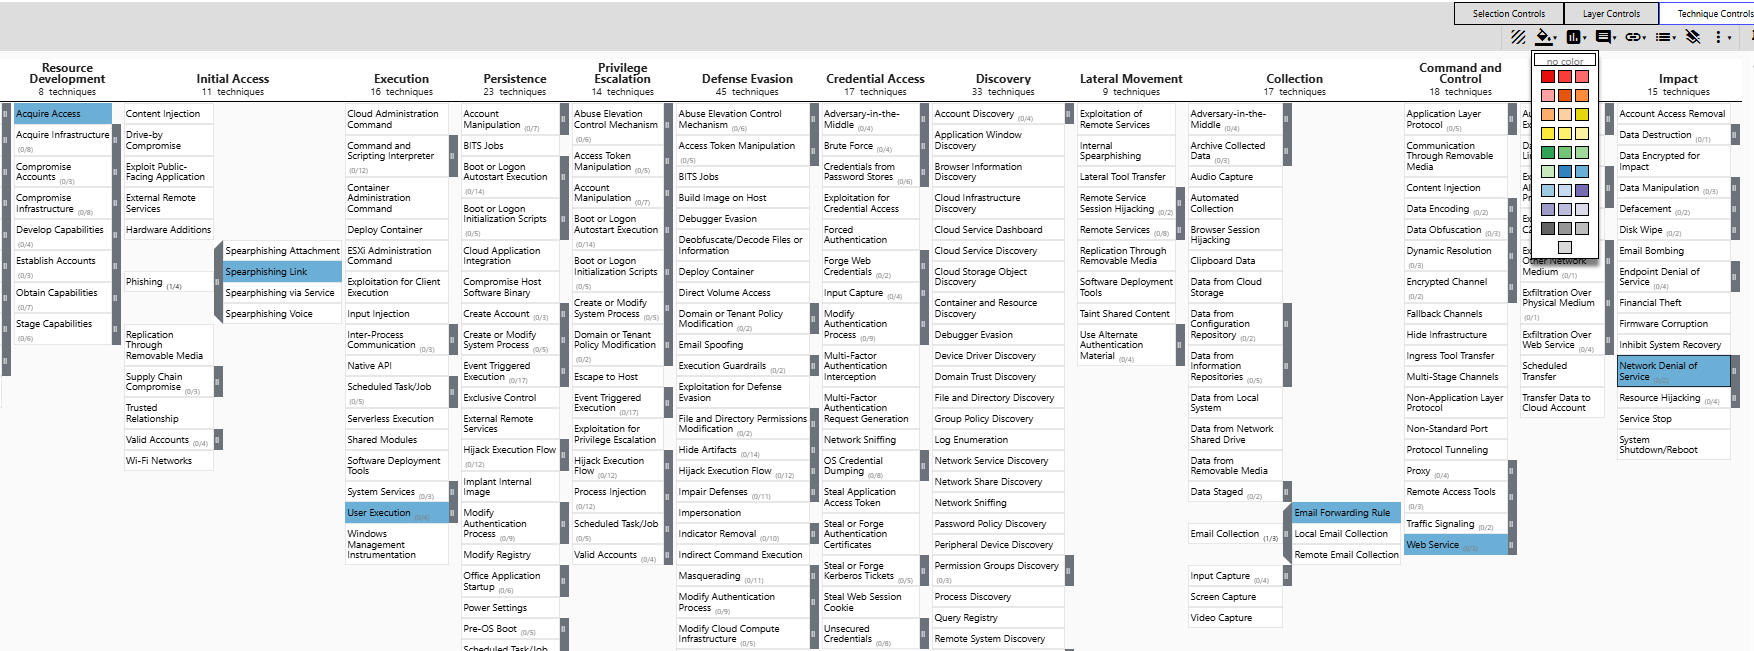 Selection Controls
Layer Controls
Technique Controls
no color
Resource
Development
8 techniques
Acquire Access
Acquire Infrastructure
(0/8)
Compromise
Accounts (0/3)
Compromise
Infrastructure (0/8)
Develop Capabilities
(0/4)
Establish Accounts
(0/3)
Obtain Capabilities
(0/7)
Stage Capabilities
(0/6)
Initial Access
11 techniques
Content Injection
Drive-by
Compromise
Exploit Public-
Facing Application
External Remote
Services
Hardware Additions
Phishing (1/4)
Spearphishing Attachment
Spearphishing Link
Spearphishing via Service
Spearphishing Voice
Replication
Through
Removable Media
Supply Chain
Compromise (0/3)
Trusted
Relationship
Valid Accounts (0/4)
Wi-Fi Networks
Execution
16 techniques
Cloud Administration
Command
Command and
Scripting Interpreter
(0/12)
Container
Administration
Command
Deploy Container
ESXi Administration
Command
Exploitation for Client
Execution
Input Injection
Inter-Process
Communication (0/3)
Native API
Scheduled Task/Job
(0/5)
Serverless Execution
Shared Modules
Software Deployment
Tools
System Services (0/3)
User Execution (0/4)
Windows
Management
Instrumentation
Persistence
23 techniques
Account
Manipulation (0/7)
BITS Jobs
Boot or Logon
Autostart Execution
(0/14)
Boot or Logon
Initialization Scripts
(0/5)
Cloud Application
Integration
Compromise Host
Software Binary
Create Account (0/3)
Create or Modify
System Process (0/5)
Event Triggered
Execution (0/17)
Exclusive Control
External Remote
Services
Hijack Execution Flow
(0/12)
Implant Internal
Image
Modify
Authentication
Process (0/9)
Modify Registry
Office Application
Startup (0/6)
Power Settings
Pre-OS Boot (0/5)
Scheduled Task/Job
Privilege
Escalation
14 techniques
Abuse Elevation
Control Mechanism
(0/6)
Access Token
Manipulation (0/5)
Account
Manipulation (0/7)
Boot or Logon
Autostart Execution
(0/14)
Boot or Logon
Initialization Scripts
(0/5)
Create or Modify
System Process (0/5)
Domain or Tenant
Policy Modification
(0/2)
Escape to Host
Event Triggered
Execution (0/17)
Exploitation for
Privilege Escalation
Hijack Execution
Flow (0/12)
Process Injection
(0/12)
Scheduled Task/Job
(0/5)
Valid Accounts (0/4)
Defense Evasion
45 techniques
Abuse Elevation Control
Mechanism (0/6)
Access Token Manipulation
(0/5)
BITS Jobs
Build Image on Host
Debugger Evasion
Deobfuscate/Decode Files or
Information
Deploy Container
Direct Volume Access
Domain or Tenant Policy
Modification (0/2)
Email Spoofing
Execution Guardrails (0/2)
Exploitation for Defense
Evasion
File and Directory Permissions
Modification (0/2)
Hide Artifacts (0/14)
Hijack Execution Flow (0/12)
Impair Defenses (0/11)
Impersonation
Indicator Removal (0/10)
Indirect Command Execution
Masquerading (0/11)
Modify Authentication
Process (0/9)
Modify Cloud Compute
Infrastructure (0/5)
Credential Access
17 techniques
Adversary-in-the-
Middle (0/4)
Brute Force (0/4)
Credentials from
Password Stores (0/6)
Exploitation for
Credential Access
Forced
Authentication
Forge Web
Credentials (0/2)
Input Capture (0/4)
Modify
Authentication
Process (0/9)
Multi-Factor
Authentication
Interception
Multi-Factor
Authentication
Request Generation
Network Sniffing
OS Credential
Dumping (0/8)
Steal Application
Access Token
Steal or Forge
Authentication
Certificates
Steal or Forge
Kerberos Tickets (0/5)
Steal Web Session
Cookie
Unsecured
Credentials (0/8)
Discovery
33 techniques
Account Discovery (0/4)
Application Window
Discovery
Browser Information
Discovery
Cloud Infrastructure
Discovery
Cloud Service Dashboard
Cloud Service Discovery
Cloud Storage Object
Discovery
Container and Resource
Discovery
Debugger Evasion
Device Driver Discovery
Domain Trust Discovery
File and Directory Discovery
Group Policy Discovery
Log Enumeration
Network Service Discovery
Network Share Discovery
Network Sniffing
Password Policy Discovery
Peripheral Device Discovery
Permission Groups Discovery
(0/3)
Process Discovery
Query Registry
Remote System Discovery
Lateral Movement
9 techniques
Exploitation of
Remote Services
Internal
Spearphishing
Lateral Tool Transfer
Remote Service
Session Hijacking (0/2)
Remote Services (0/8)
Replication Through
Removable Media
Software Deployment
Tools
Taint Shared Content
Use Alternate
Authentication
Material (0/4)
Collection
17 techniques
Adversary-in-the-
Middle (0/4)
Archive Collected
Data (0/3)
Audio Capture
Automated
Collection
Browser Session
Hijacking
Clipboard Data
Data from Cloud
Storage
Data from
Configuration
Repository (0/2)
Data from
Information
Repositories (0/5)
Data from Local
System
Data from Network
Shared Drive
Data from
Removable Media
Data Staged (0/2)
Email Collection (1/3)
Email Forwarding Rule
Local Email Collection
Remote Email Collection
Input Capture (0/4)
Screen Capture
Video Capture
Command and
Control
18 techniques
Application Layer
Protocol (0/5)
Communication
Through Removable
Media
Content Injection
Data Encoding (0/2)
Data Obfuscation (0/3)
Dynamic Resolution
(0/3)
Encrypted Channel
(0/2)
Fallback Channels
Hide Infrastructure
Ingress Tool Transfer
Multi-Stage Channels
Non-Application Layer
Protocol
Non-Standard Port
Protocol Tunneling
Proxy (0/4)
Remote Access Tools
(0/3)
Traffic Signaling (0/2)
Web Service (0/3)
Other Network
Medium (0/1)
Exfiltration Over
Physical Medium
(0/1)
Exfiltration Over
Web Service (0/4)
Scheduled
Transfer
Transfer Data to
Cloud Account
Impact
15 techniques
Account Access Removal
Data Destruction (0/1)
Data Encrypted for
Impact
Data Manipulation (0/3)
Defacement (0/2)
Disk Wipe (0/2)
Email Bombing
Endpoint Denial of
Service (0/4)
Financial Theft
Firmware Corruption
Inhibit System Recovery
Network Denial of
Service (0/2)
Resource Hijacking (0/4)
Service Stop
System
Shutdown/Reboot